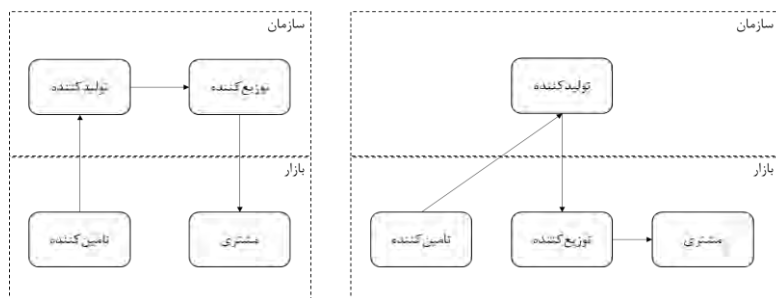 سازمان
تولیدکننده
توزیع‌کننده
بازار
تامین‌کننده
مشتری
سازمان
تولیدکننده
بازار
تامین‌کننده
توزیع‌کننده
مشتری